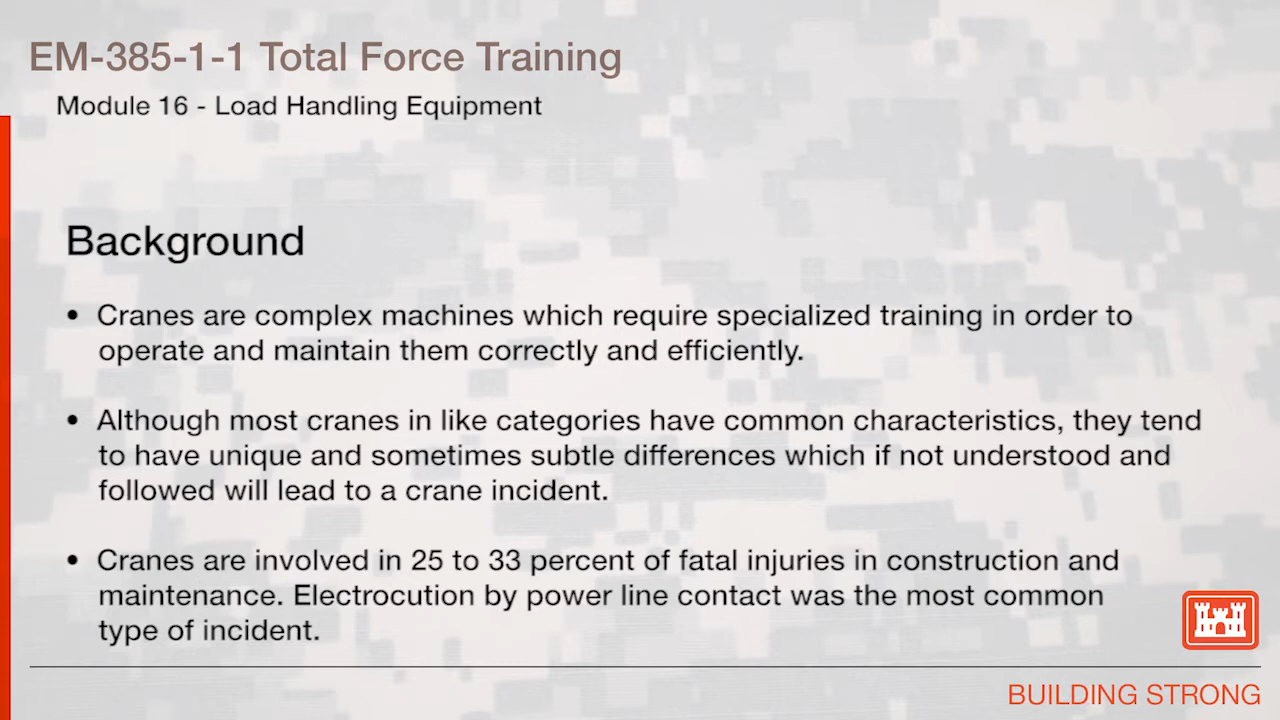 EM-385-1-1 Total Force Training
Module 16 - Load Handling Equipment
Background
• Cranes are complex machines which require specialized training in order to
operate and maintain them correctly and efficiently.
• Although most cranes in like categories have common characteristics, they tend
to have unique and sometimes subtle differences which if not understood and
followed will lead to a crane incident.
• Cranes are involved in 25 to 33 percent of fatal injuries in construction and
maintenance. Electrocution by power line contact was the most common
type of incident.
BUILDING STRONG